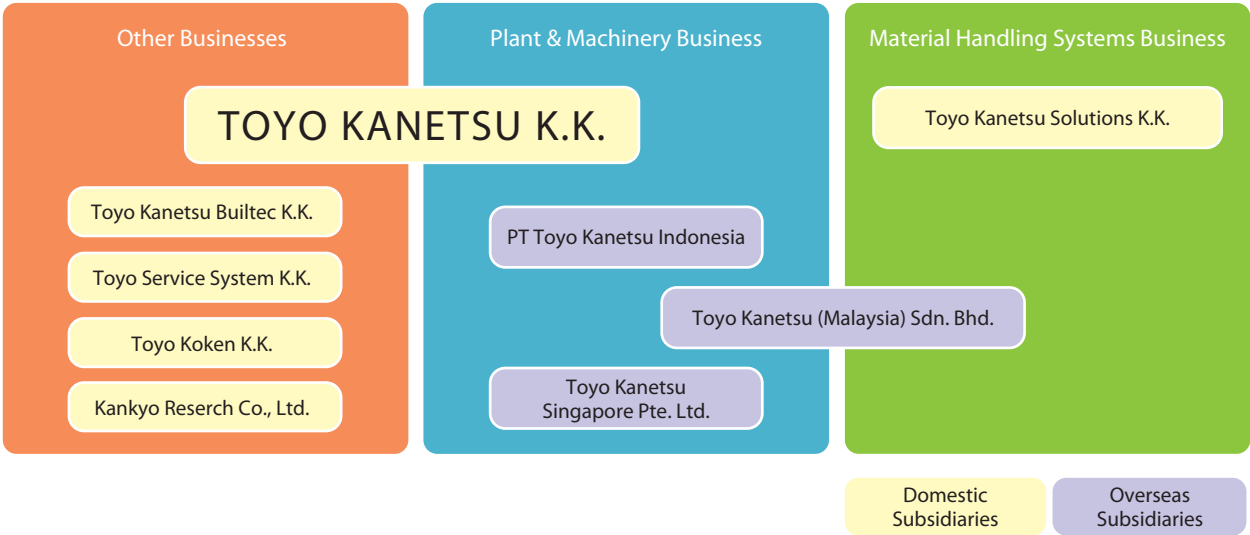 Other Businesses
Plant & Machinery Business
Material Handling Systems Business
TOYO KANETSU K.K.
Toyo Kanetsu Solutions K.K.
Toyo Kanetsu Builtec K.K.
Toyo Service System K.K.
Toyo Koken K.K.
Kankyo Reserch Co., Ltd.
PT Toyo Kanetsu Indonesia
Toyo Kanetsu (Malaysia) Sdn. Bhd.
Toyo Kanetsu
Singapore Pte. Ltd.
Domestic
Subsidiaries
Overseas
Subsidiaries